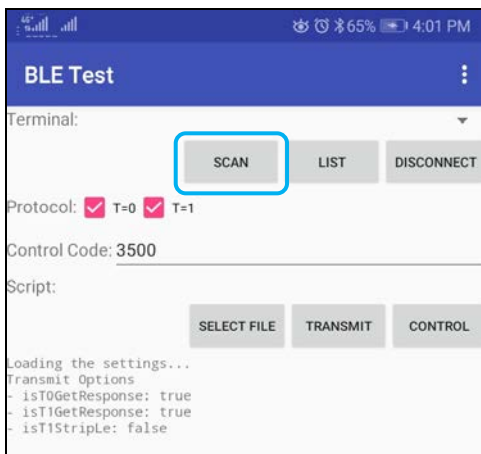 65% 4:01 PM
BLE Test
Terminal:
SCAN LIST DISCONNECT
Protocol: T=0 T=1
Control Code: 3500
Script:
SELECT FILE TRANSMIT CONTROL
Loading the settings...
Transmit Options
- isT0GetResponse: true
- isT1GetResponse: true
- isT1StripLe: false